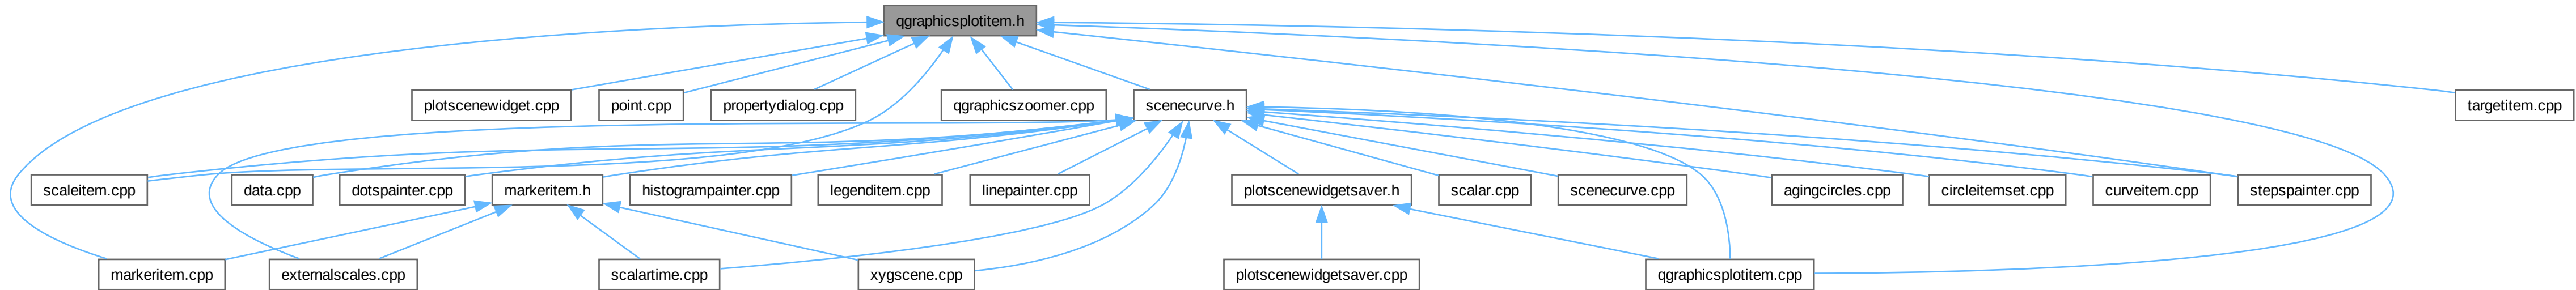 qgraphicsplotitem.h
plotscenewidget.cpp
point.cpp
propertydialog.cpp
qgraphicszoomer.cpp
scenecurve.h
targetitem.cpp
scaleitem.cpp
data.cpp
dotspainter.cpp
markeritem.h
histogrampainter.cpp
legenditem.cpp
linepainter.cpp
plotscenewidgetsaver.h
scalar.cpp
scenecurve.cpp
agingcircles.cpp
circleitemset.cpp
curveitem.cpp
stepspainter.cpp
markeritem.cpp
externalscales.cpp
scalartime.cpp
xygscene.cpp
plotscenewidgetsaver.cpp
qgraphicsplotitem.cpp